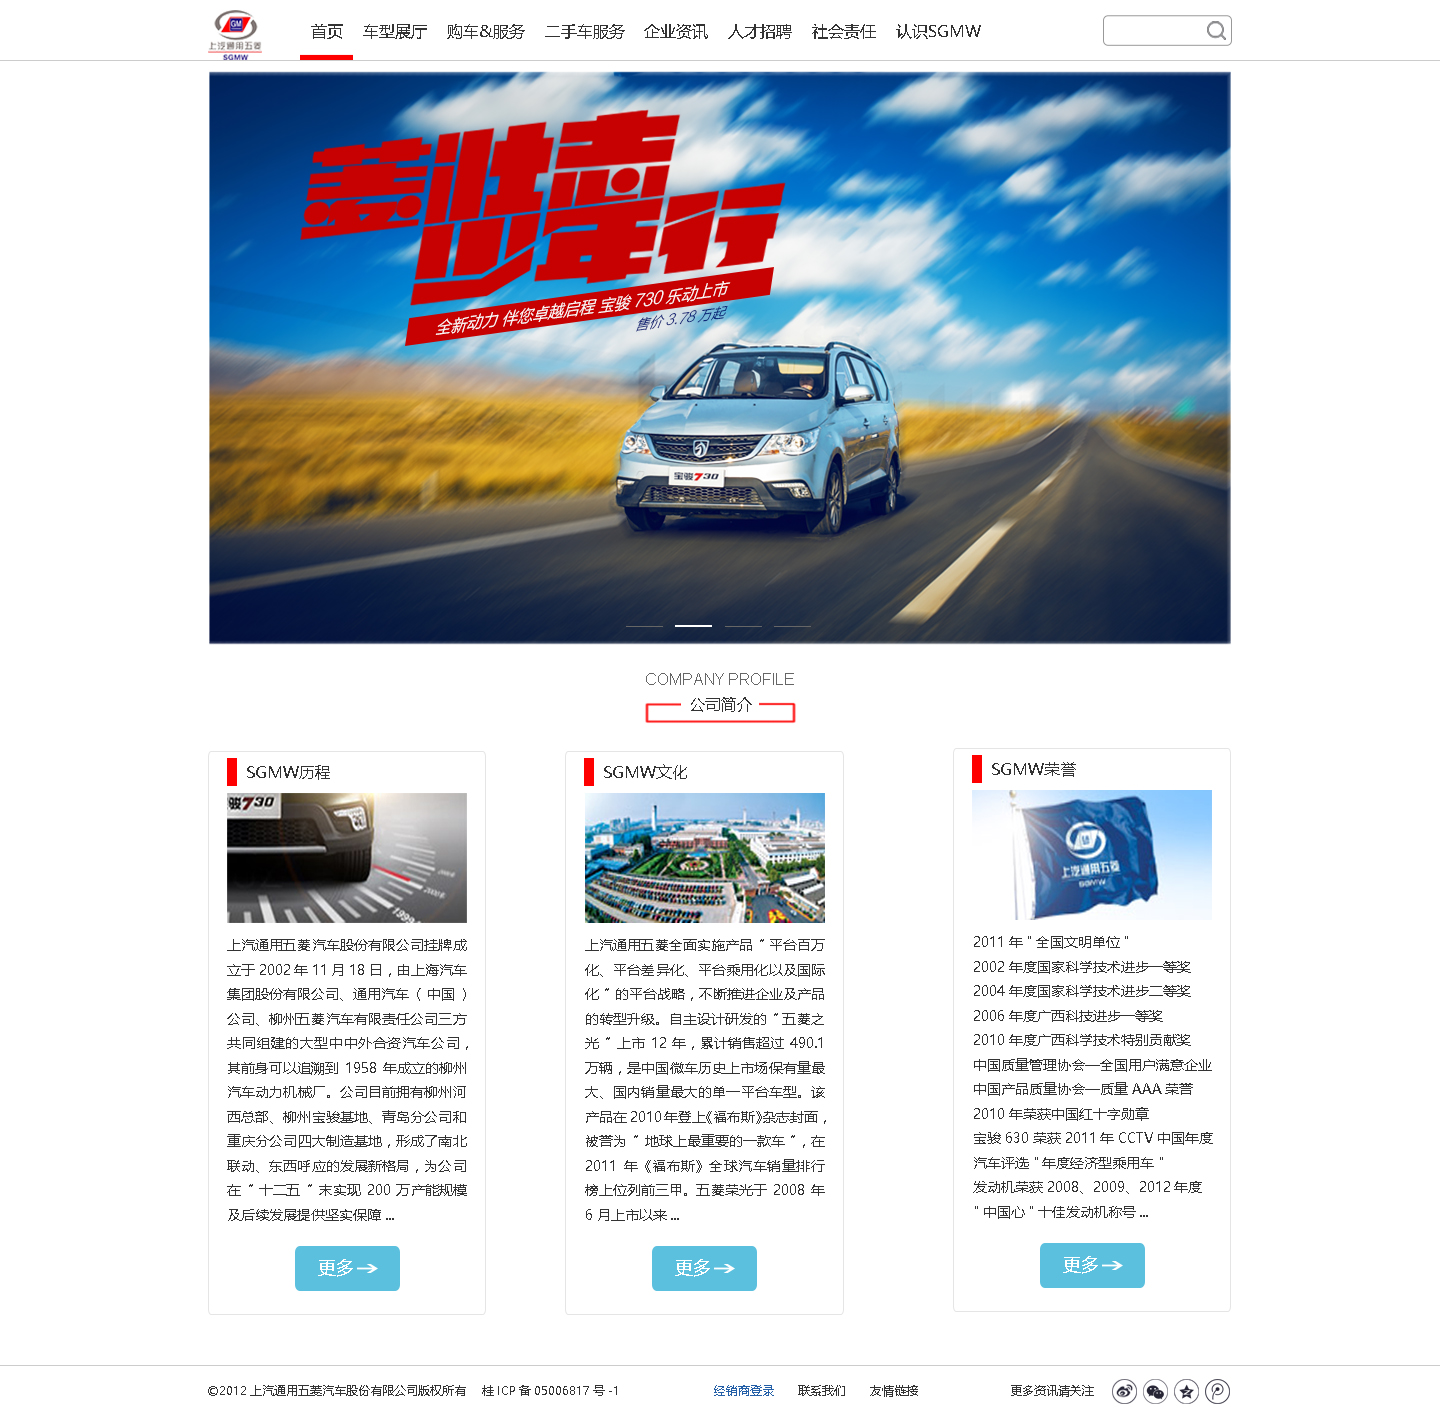 上汽通用五菱
SGMW
首页 车型展厅 购车&服务 二手车服务 企业资讯 人才招聘 社会责任 认识SGMW
全新动力 伴您卓越启程 宝骏 730 乐动上市
售价 3.78 万起
宝骏730
COMPANY PROFILE
公司简介
SGMW历程
骏730
1999
上汽通用五菱汽车股份有限公司挂牌成
立于 2002 年 11 月 18 日，由上海汽车
集团股份有限公司、通用汽车（中国）
公司、柳州五菱汽车有限责任公司三方
共同组建的大型中中外合资汽车公司，
其前身可以追溯到 1958 年成立的柳州
汽车动力机械厂。公司目前拥有柳州河
西总部、柳州宝骏基地、青岛分公司和
重庆分公司四大制造基地，形成了南北
联动、东西呼应的发展新格局，为公司
在 " 十二五 " 末实现 200 万产能规模
及后续发展提供坚实保障 ...
更多
SGMW文化
上汽通用五菱全面实施产品 " 平台百万
化、平台差异化、平台乘用化以及国际
化 " 的平台战略，不断推进企业及产品
的转型升级。自主设计研发的 " 五菱之
光 " 上市 12 年，累计销售超过 490.1
万辆，是中国微车历史上市场保有量最
大、国内销量最大的单一平台车型。该
产品在 2010年登上《福布斯》杂志封面，
被誉为 " 地球上最重要的一款车 "，在
2011 年《福布斯》全球汽车销量排行
榜上位列前三甲。五菱荣光于 2008 年
6 月上市以来 ...
更多
SGMW荣誉
上汽通用五菱
SGMW
2011 年 " 全国文明单位 "
2002 年度国家科学技术进步一等奖
2004 年度国家科学技术进步二等奖
2006 年度广西科技进步一等奖
2010 年度广西科学技术特别贡献奖
中国质量管理协会—全国用户满意企业
中国产品质量协会—质量 AAA 荣誉
2010 年荣获中国红十字勋章
宝骏 630 荣获 2011 年 CCTV 中国年度
汽车评选 " 年度经济型乘用车 "
发动机荣获 2008、2009、2012 年度
" 中国心 " 十佳发动机称号 ...
更多
©2012 上汽通用五菱汽车股份有限公司版权所有 桂 ICP 备 05006817 号 -1 经销商登录 联系我们 友情链接 更多资讯请关注